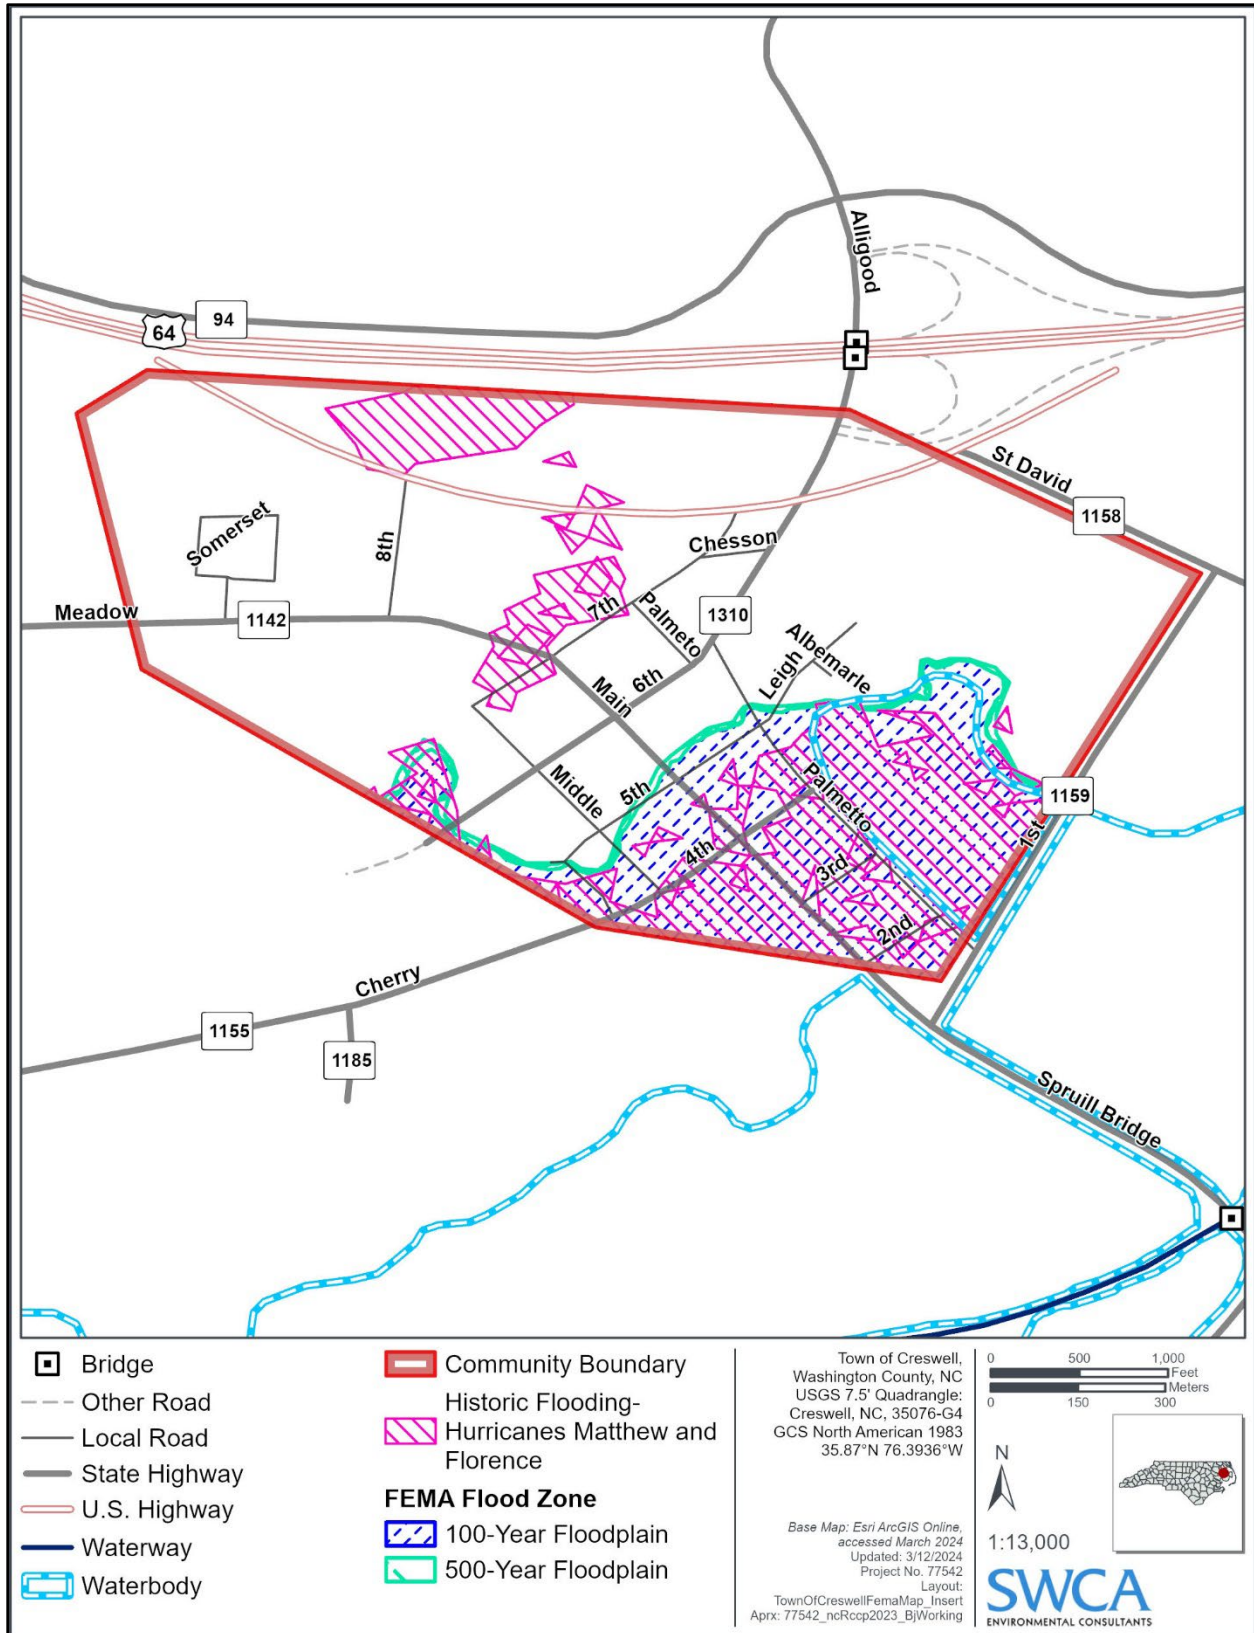 Alligood
94
64
St David
1158
Somerset
8th
Chesson
Meadow
1142
7th
Palmeto
1310
Albemarle
Leigh
6th
Main
Middle
5th
Palmetto
1159
1st
4th
3rd
2nd
Cherry
1155
1185
Spruill Bridge
Bridge
Other Road
Local Road
State Highway
U.S. Highway
Waterway
Waterbody
Community Boundary
Historic Flooding-
Hurricanes Matthew and
Florence
FEMA Flood Zone
100-Year Floodplain
500-Year Floodplain
Town of Creswell,
Washington County, NC
USGS 7.5' Quadrangle:
Creswell, NC, 35076-G4
GCS North American 1983
35.87°N 76.3936°W
Base Map: Esri ArcGIS Online,
accessed March 2024
Updated: 3/12/2024
Project No. 77542
Layout:
TownOfCreswellFemaMap_Insert
Aprx: 77542_ncRccp2023_BjWorking
0 500 1,000
Feet
Meters
0 150 300
N
1:13,000
SWCA
ENVIRONMENTAL CONSULTANTS